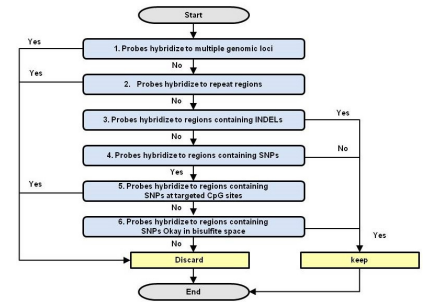 Start
Yes
1. Probes hybridize to multiple genomic loci
No
Yes
2. Probes hybridize to repeat regions
No
Yes
3. Probes hybridize to regions containing INDELs
No
No
4. Probes hybridize to regions containing SNPs
Yes
Yes
5. Probes hybridize to regions containing
SNPs at targeted CpG sites
No
6. Probes hybridize to regions containing
SNPs Okay in bisulfite space
Yes
No
Discard
keep
End